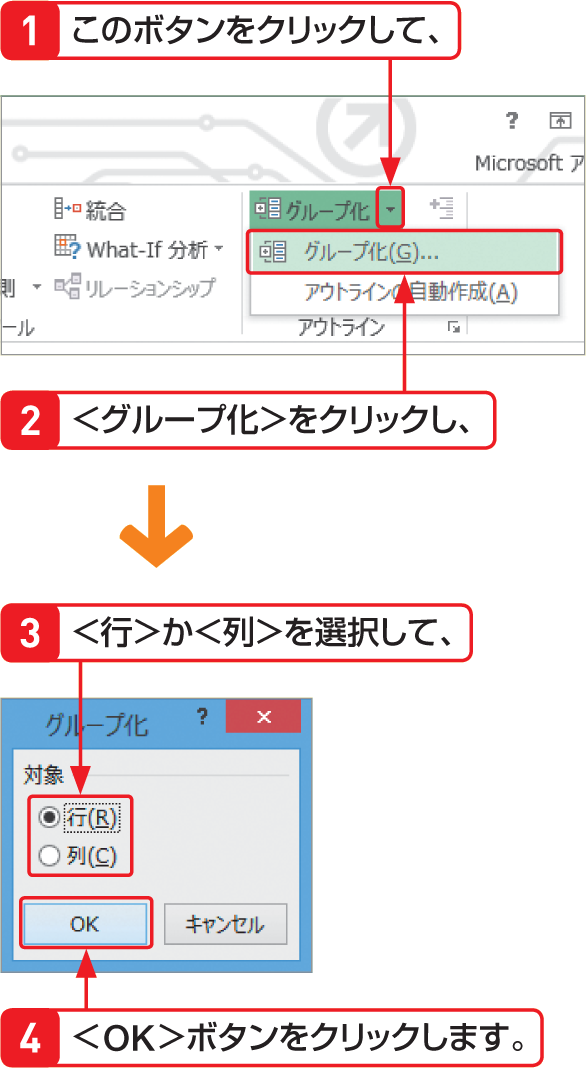 1 このボタンをクリックして、
?
Microsoft ア
統合
グループ化
What-If 分析
グループ化(G)...
リレーションシップ
アウトラインの自動作成(A)
ール
アウトライン
2 <グループ化>をクリックし、
3 <行>か<列>を選択して、
グループ化 ? ×
対象
行(R)
列(C)
OK キャンセル
4 <OK>ボタンをクリックします。